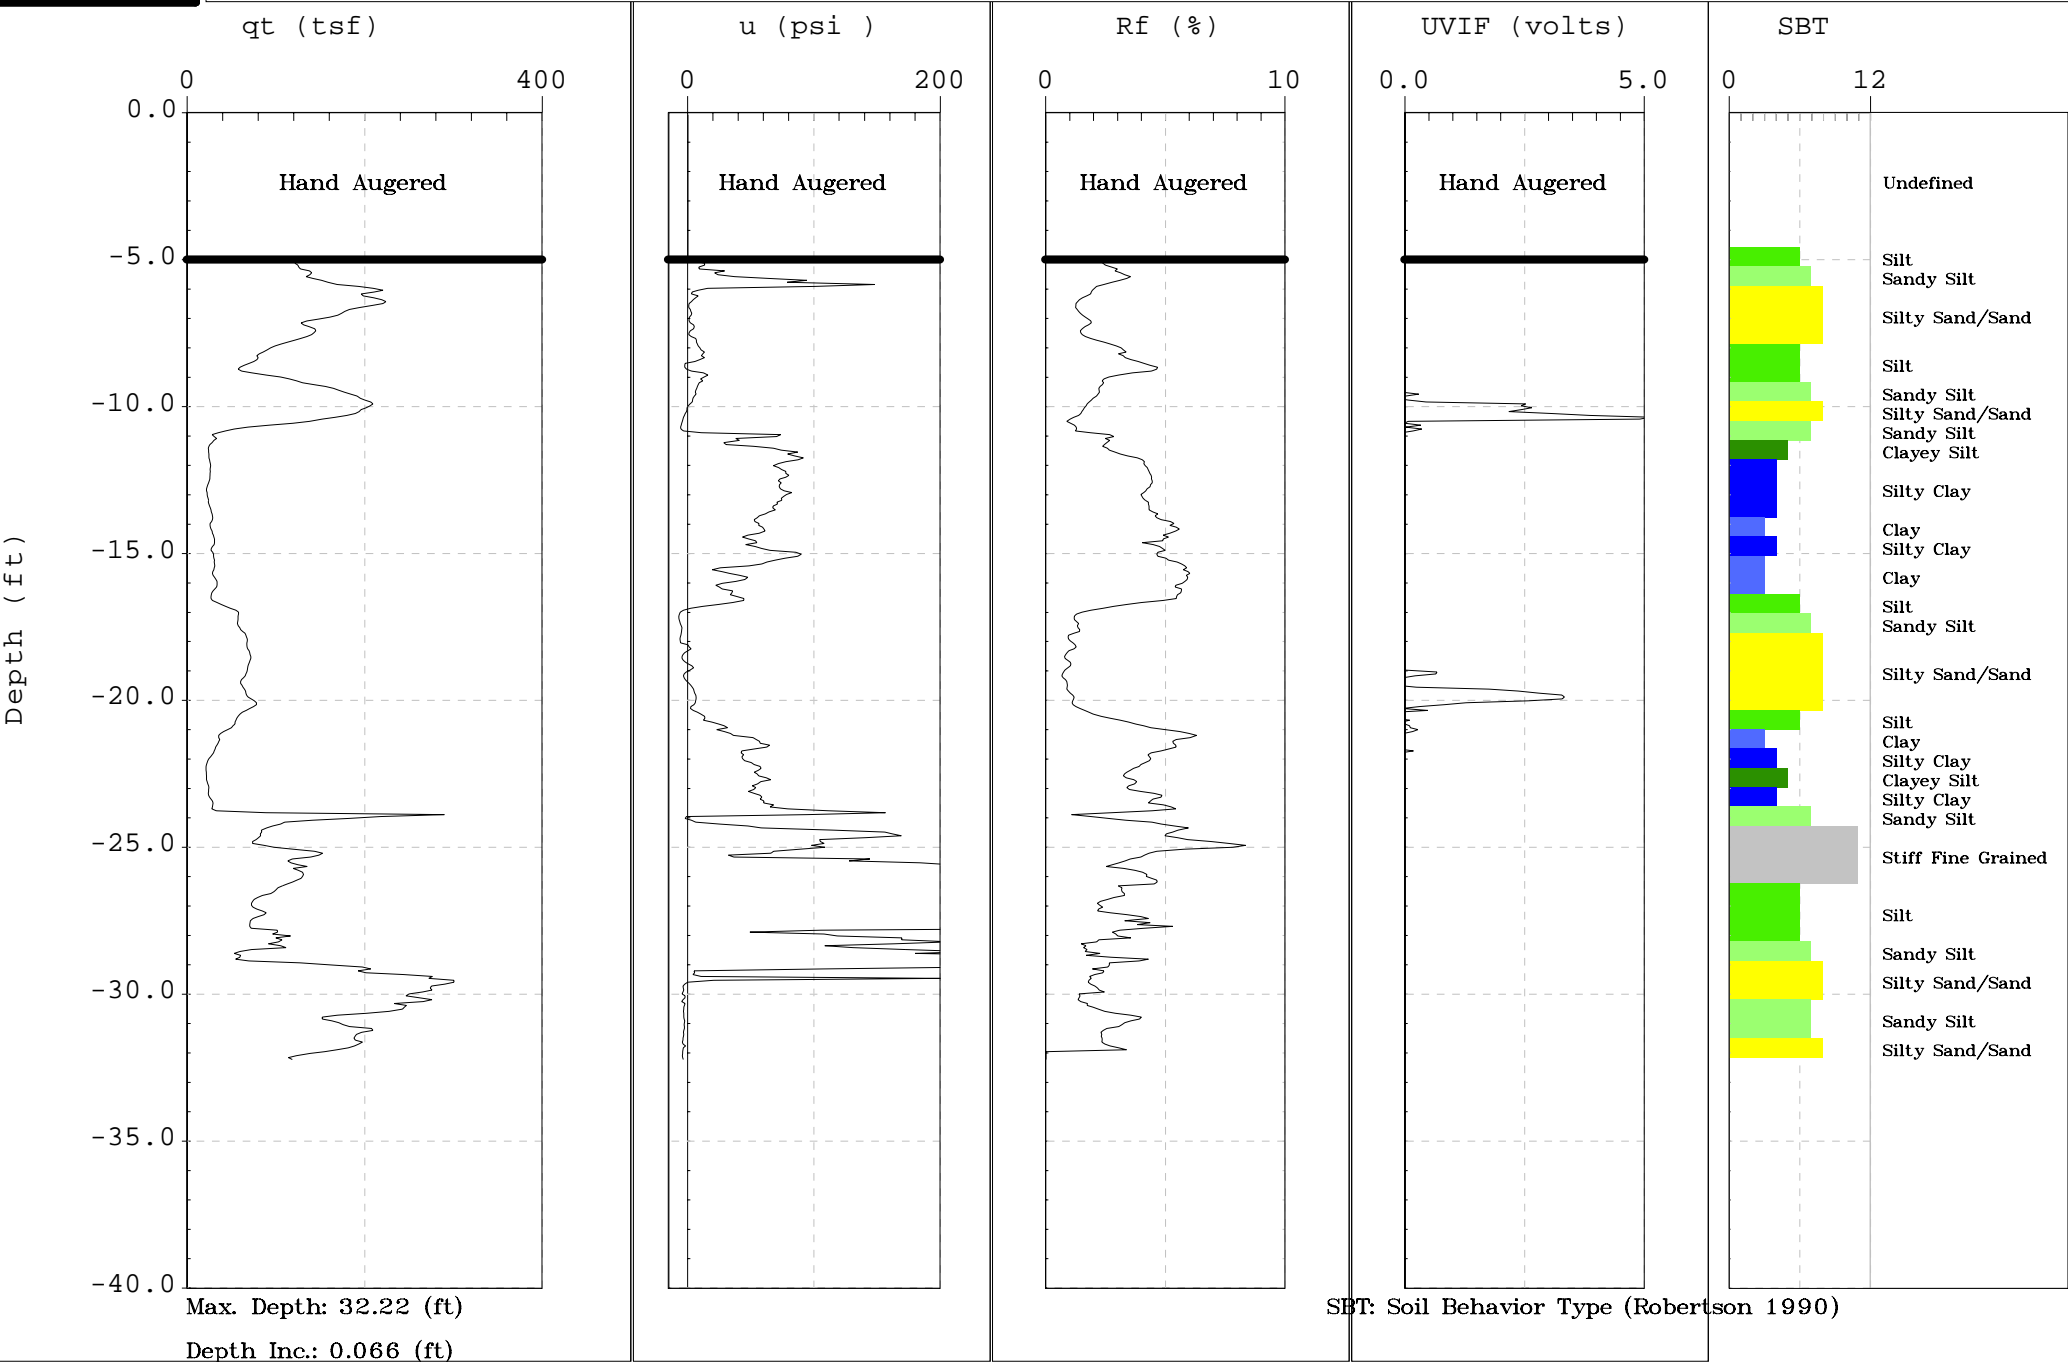 qt (tsf) u (psi ) Rf (%) UVIF (volts) SBT
0 400 0 200 0 10 0.0 5.0 0 12
0.0
Hand Augered Hand Augered Hand Augered Hand Augered Undefined
-5.0 Silt
Sandy Silt
Silty Sand/Sand
Silt
Sandy Silt
-10.0
Silty Sand/Sand
Sandy Silt
Clayey Silt
Silty Clay
Clay
-15.0 Silty Clay
Clay
Silt
Sandy Silt
Depth (ft)
Silty Sand/Sand
-20.0
Silt
Clay
Silty Clay
Clayey Silt
Silty Clay
Sandy Silt
-25.0
Stiff Fine Grained
Silt
Sandy Silt
-30.0 Silty Sand/Sand
Sandy Silt
Silty Sand/Sand
-35.0
-40.0
Max. Depth: 32.22 (ft) SBT: Soil Behavior Type (Robertson 1990)
Depth Inc.: 0.066 (ft)